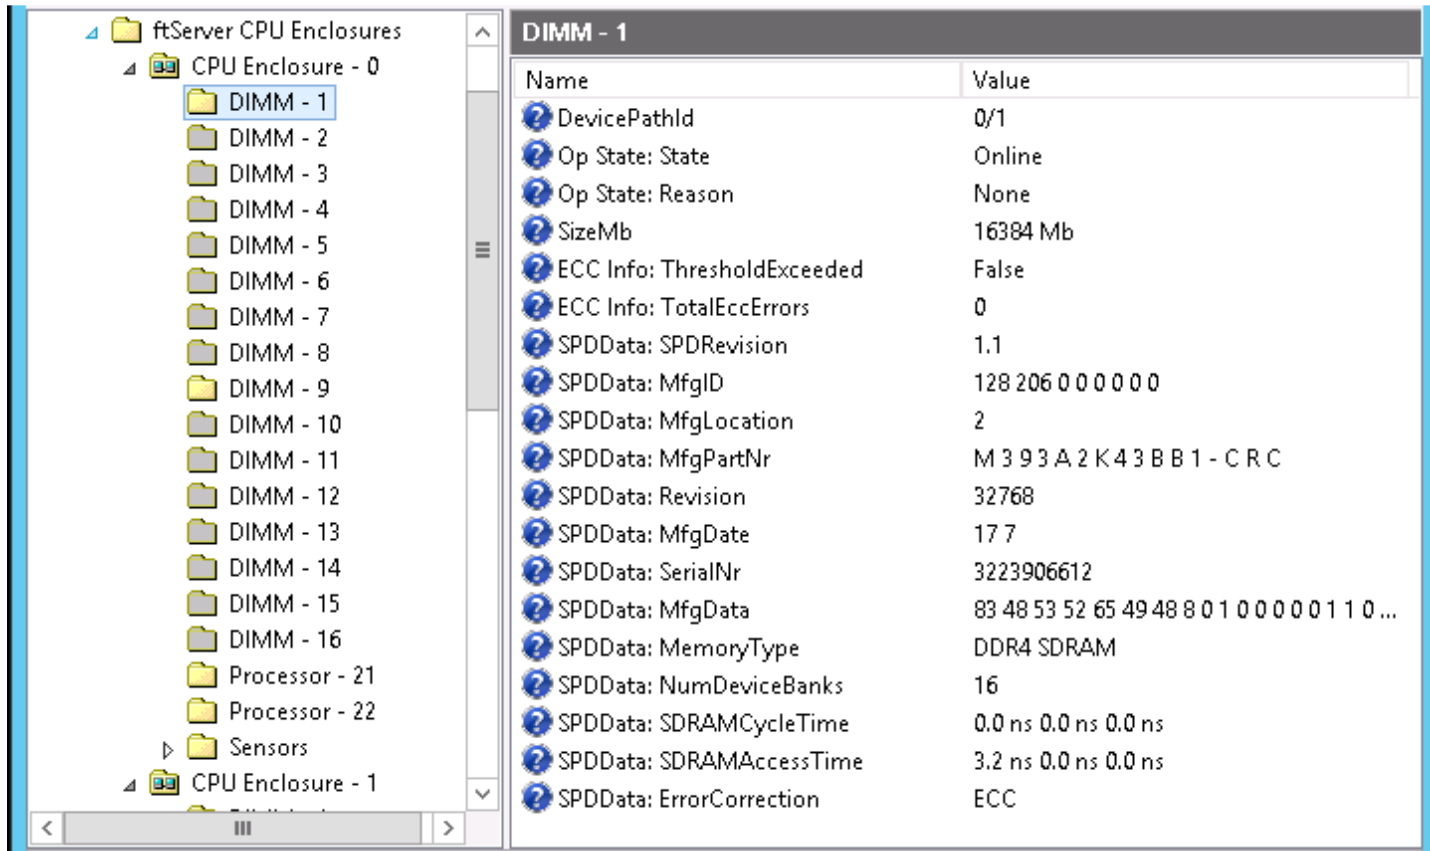 ftServer CPU Enclosures
CPU Enclosure - 0
DIMM - 1
DIMM - 2
DIMM - 3
DIMM - 4
DIMM - 5
DIMM - 6
DIMM - 7
DIMM - 8
DIMM - 9
DIMM - 10
DIMM - 11
DIMM - 12
DIMM - 13
DIMM - 14
DIMM - 15
DIMM - 16
Processor - 21
Processor - 22
Sensors
CPU Enclosure - 1
DIMM - 1
Name Value
DevicePathId 0/1
Op State: State Online
Op State: Reason None
SizeMb 16384 Mb
ECC Info: ThresholdExceeded False
ECC Info: TotalEccErrors 0
SPDData: SPDRevision 1.1
SPDData: MfgID 128 206 0 0 0 0 0 0
SPDData: MfgLocation 2
SPDData: MfgPartNr M 3 9 3 A 2 K 4 3 B B 1 - C R C
SPDData: Revision 32768
SPDData: MfgDate 17 7
SPDData: SerialNr 3223906612
SPDData: MfgData 83 48 53 52 65 49 48 8 0 1 0 0 0 0 0 1 1 0 ...
SPDData: MemoryType DDR4 SDRAM
SPDData: NumDeviceBanks 16
SPDData: SDRAMCycleTime 0.0 ns 0.0 ns 0.0 ns
SPDData: SDRAMAccessTime 3.2 ns 0.0 ns 0.0 ns
SPDData: ErrorCorrection ECC